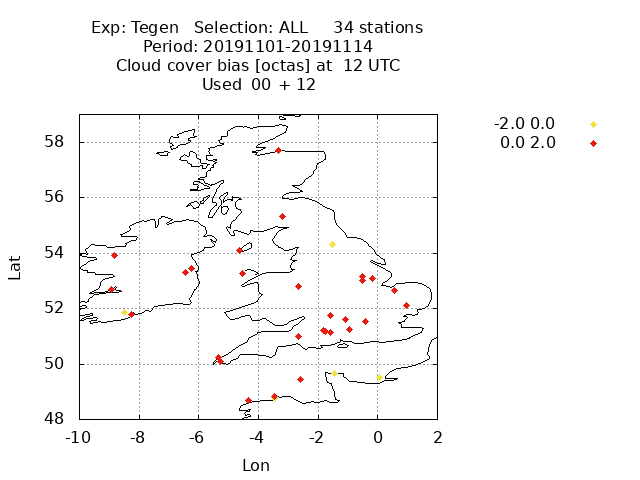 Exp: Tegen   Selection: ALL     34 stations
Period: 20191101-20191114
Cloud cover bias [octas] at  12 UTC
Used  00  + 12
-2.0 0.0
0.0 2.0
58
56
54
52
50
48
Lat
-10 -8 -6 -4 -2 0 2
Lon